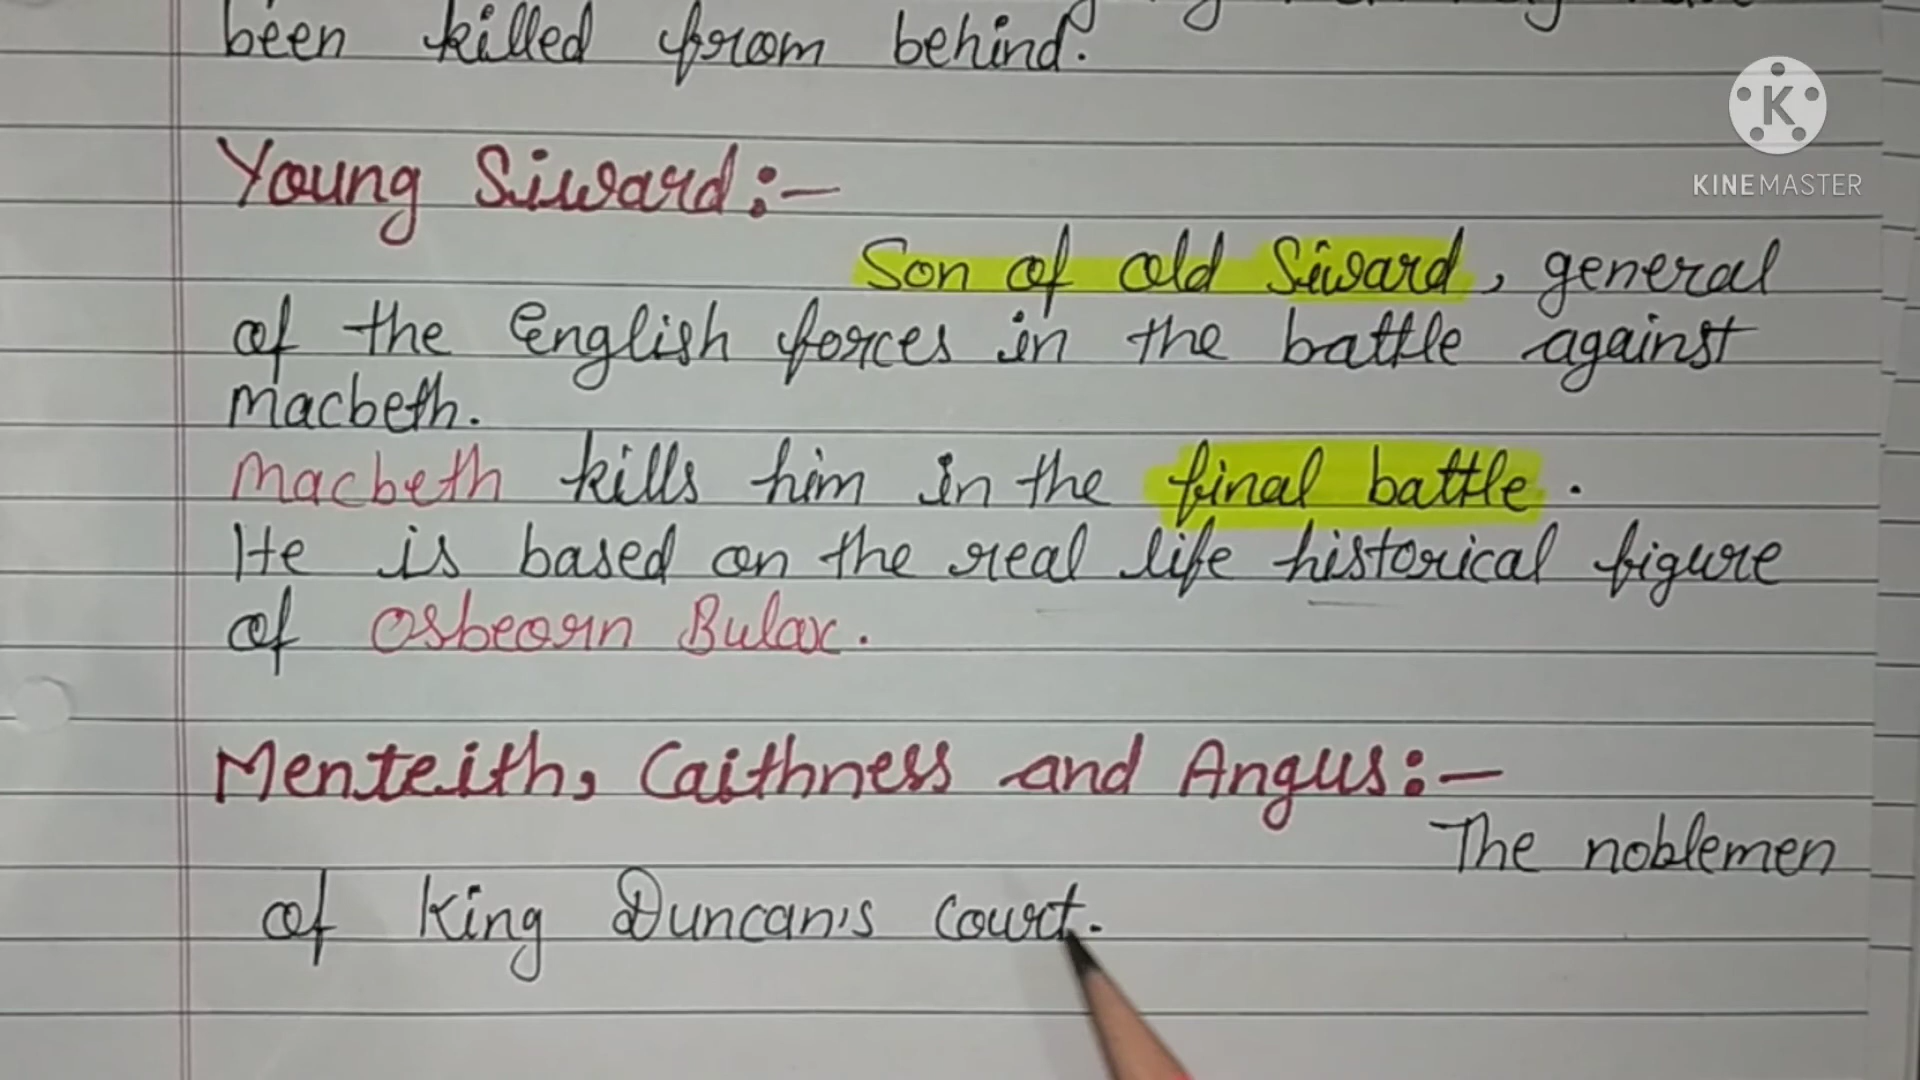 been killed from behind.
K
KINEMASTER
Young Siward:-
Son of old Siward, general
of the English forces in the battle against
Macbeth.
Macbeth kills him in the final battle.
He is based on the real life historical figure
of Osbeorn Bulax.
Menteith, Caithness and Angus:-
The noblemen
of King Duncan's court.